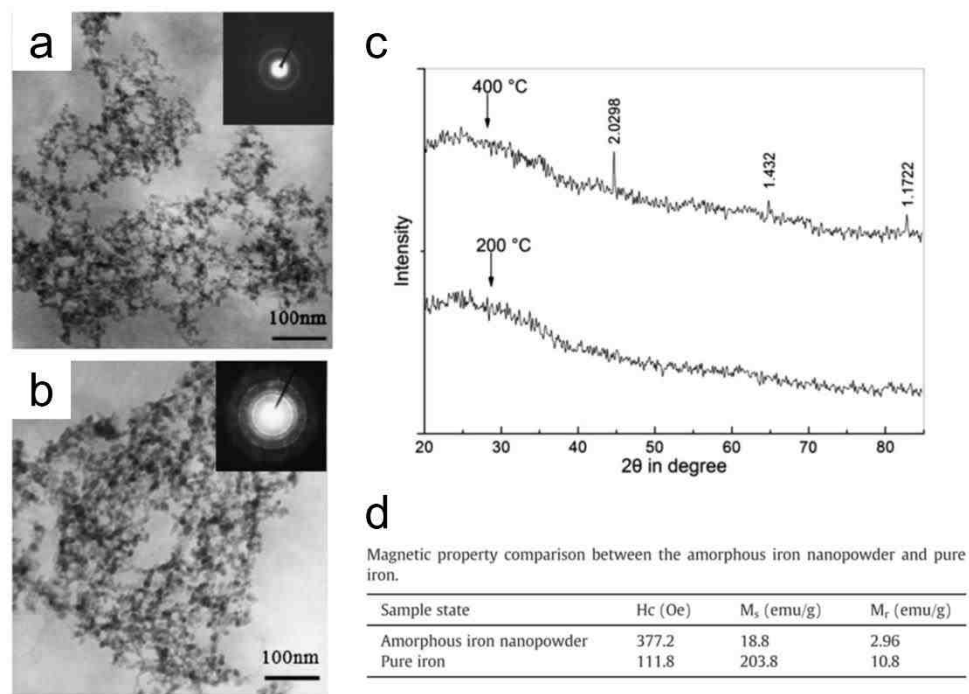 a
100nm
b
100nm
c
400 °C
2.0298
1.432
1.1722
200 °C
Intensity
20 30 40 50 60 70 80
2θ in degree
d
Magnetic property comparison between the amorphous iron nanopowder and pure
iron.
Sample state Hc (Oe) Ms (emu/g) Mr (emu/g)
Amorphous iron nanopowder 377.2 18.8 2.96
Pure iron 111.8 203.8 10.8